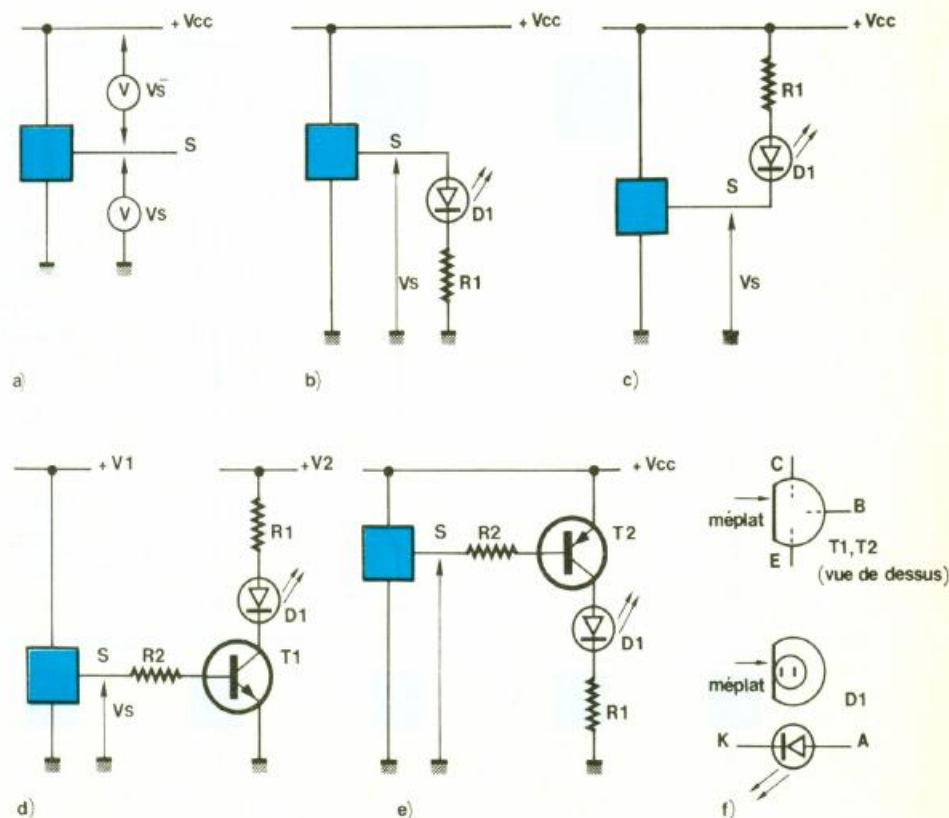 + Vcc
V
Vs̄
S
V
Vs
a)
+ Vcc
S
D1
Vs
R1
b)
+Vcc
R1
D1
S
Vs
c)
+ V1
+V2
R1
D1
S
R2
T1
Vs
d)
+Vcc
S
R2
T2
D1
R1
e)
C
méplat
B
E
T1,T2
(vue de dessus)
méplat
D1
K
A
f)